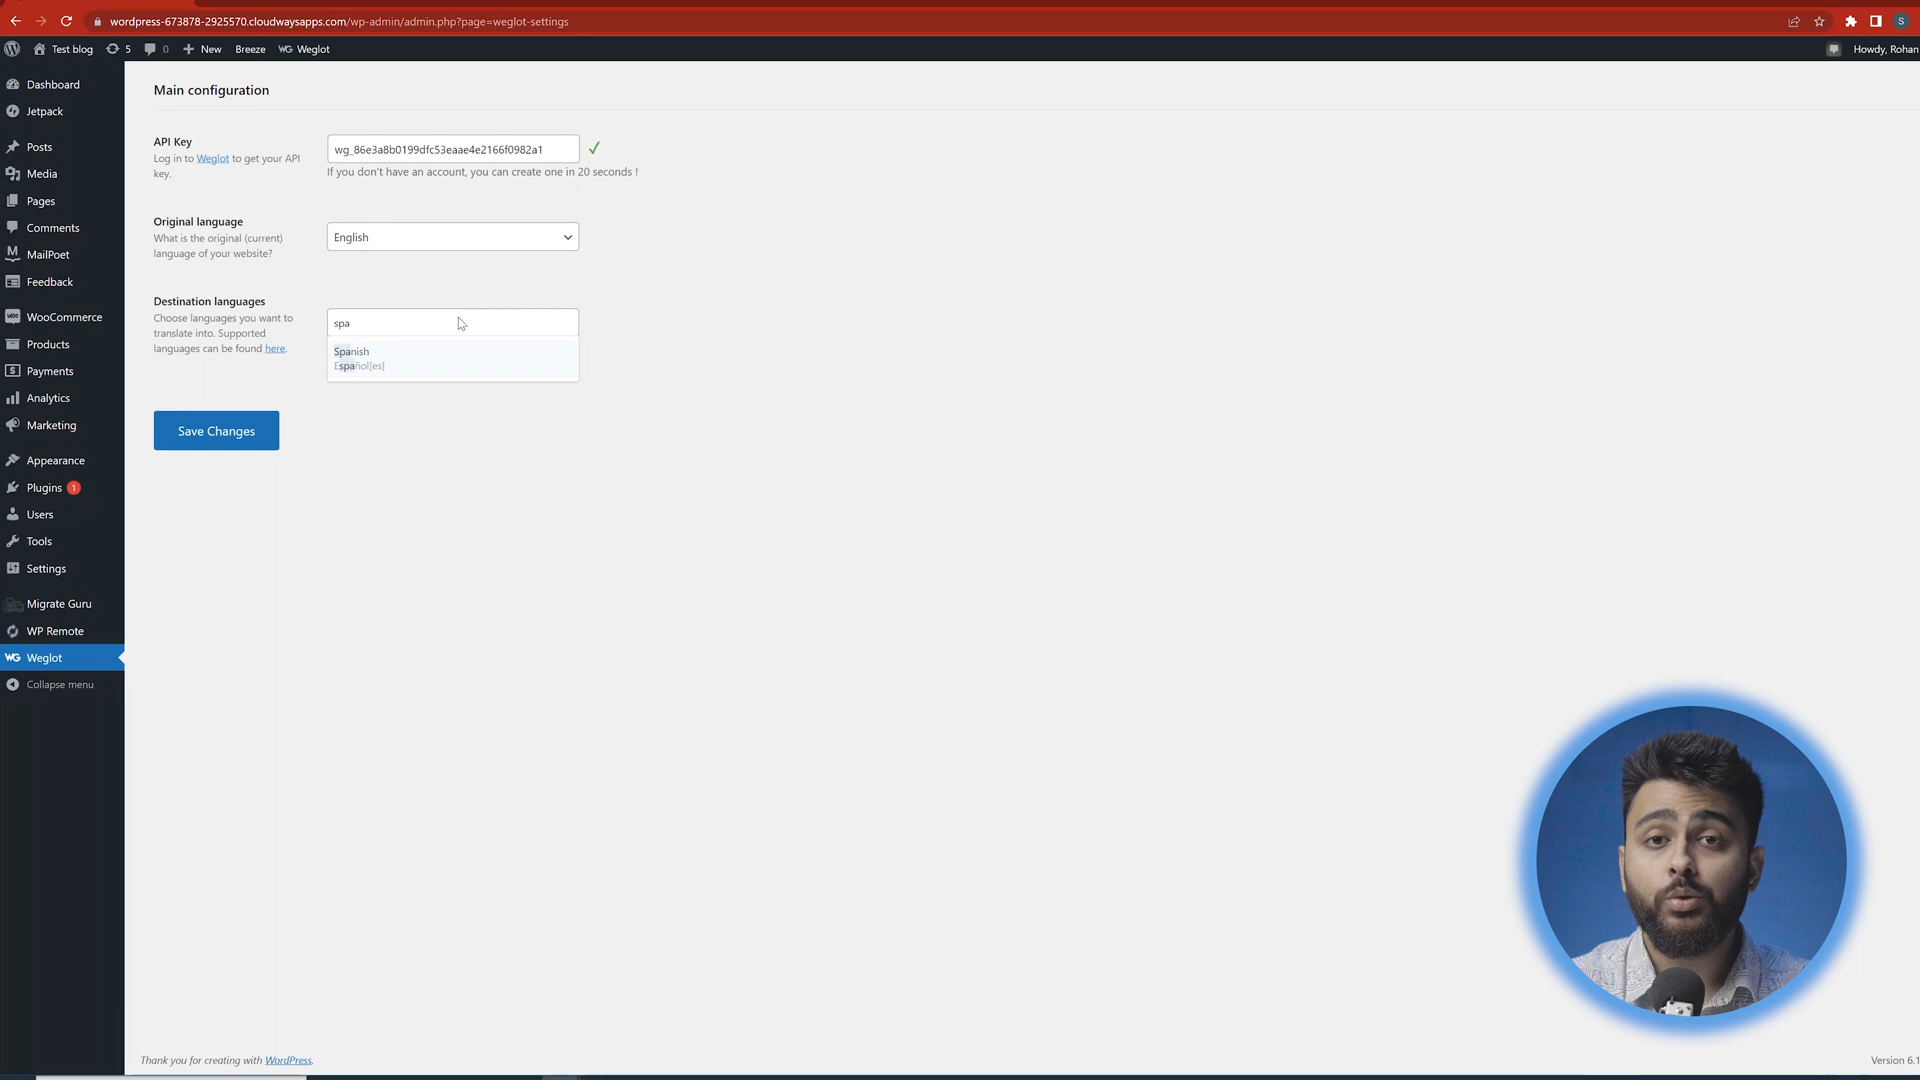 wordpress-673878-2925570.cloudwaysapps.com/wp-admin/admin.php?page=weglot-settings
S
Test blog
5
0
New
Breeze
WG Weglot
Howdy, Rohan
Dashboard
Jetpack
Posts
Media
Pages
Comments
MailPoet
Feedback
WooCommerce
Products
Payments
Analytics
Marketing
Appearance
Plugins 1
Users
Tools
Settings
Migrate Guru
WP Remote
WG Weglot
Collapse menu
Main configuration
API Key
Log in to Weglot to get your API
key.
wg_86e3a8b0199dfc53eaae4e2166f0982a1
If you don't have an account, you can create one in 20 seconds !
Original language
What is the original (current)
language of your website?
English
Destination languages
Choose languages you want to
translate into. Supported
languages can be found here.
spa
Spanish
Español[es]
Save Changes
Thank you for creating with WordPress.
Version 6.1